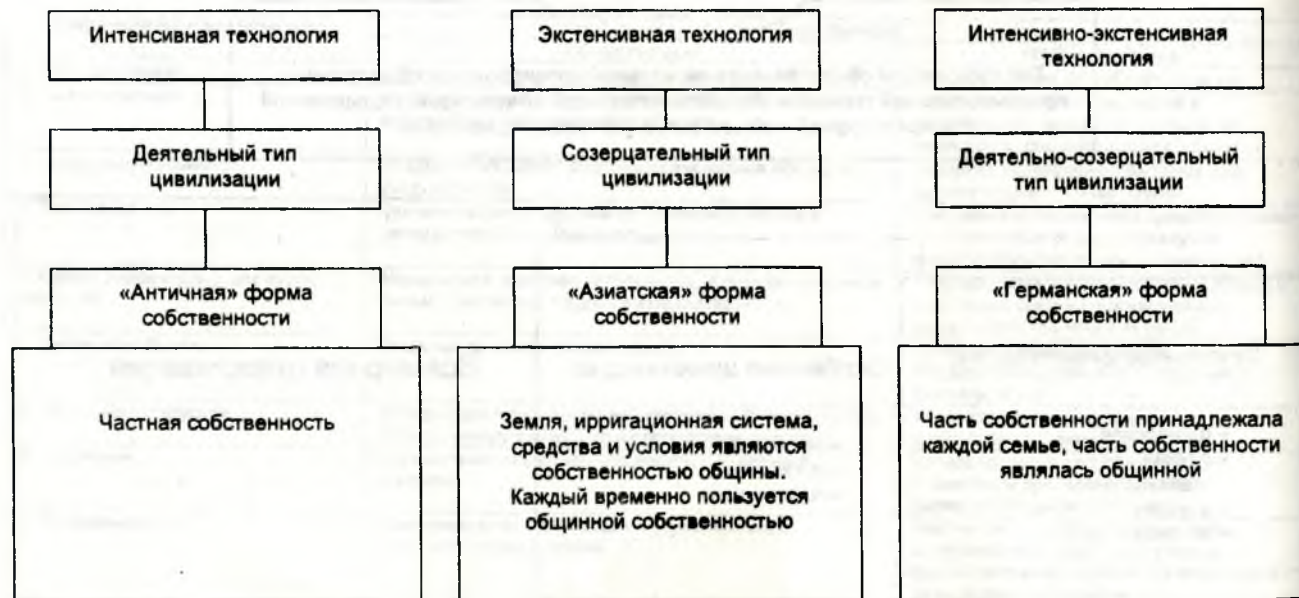 Интенсивная технология
Экстенсивная технология
Интенсивно-экстенсивная
технология
Деятельный тип
цивилизации
Созерцательный тип
цивилизации
Деятельно-созерцательный
тип цивилизации
«Античная» форма
собственности
«Азиатская» форма
собственности
«Германская» форма
собственности
Частная собственность
Земля, ирригационная система,
средства и условия являются
собственностью общины.
Каждый временно пользуется
общинной собственностью
Часть собственности принадлежала
каждой семье, часть собственности
являлась общинной